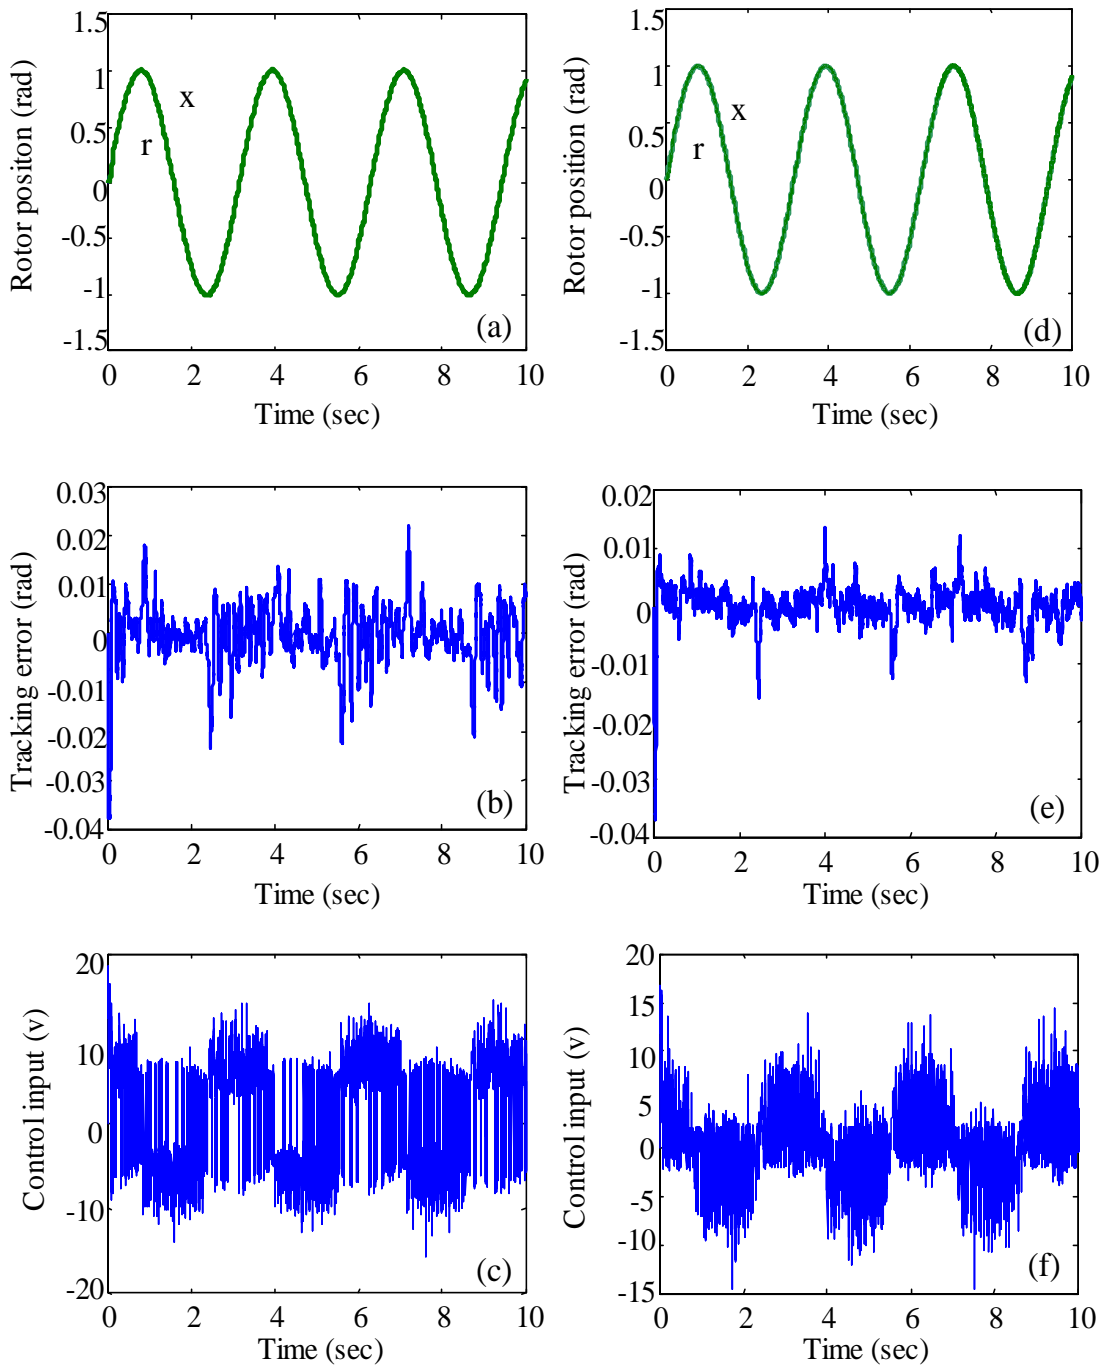 1.5
1
0.5
0
-0.5
-1
-1.5
Rotor positon (rad)
x
r
(a)
0 2 4 6 8 10
Time (sec)
1.5
1
0.5
0
-0.5
-1
-1.5
Rotor position (rad)
x
r
(d)
0 2 4 6 8 10
Time (sec)
0.03
0.02
0.01
0
-0.01
-0.02
-0.03
-0.04
Tracking error (rad)
(b)
0 2 4 6 8 10
Time (sec)
0.02
0.01
0
-0.01
-0.02
-0.03
-0.04
Tracking error (rad)
(e)
0 2 4 6 8 10
Time (sec)
20
10
0
-10
-20
Control input (v)
(c)
0 2 4 6 8 10
Time (sec)
20
15
10
5
0
-5
-10
-15
Control input (v)
(f)
0 2 4 6 8 10
Time (sec)